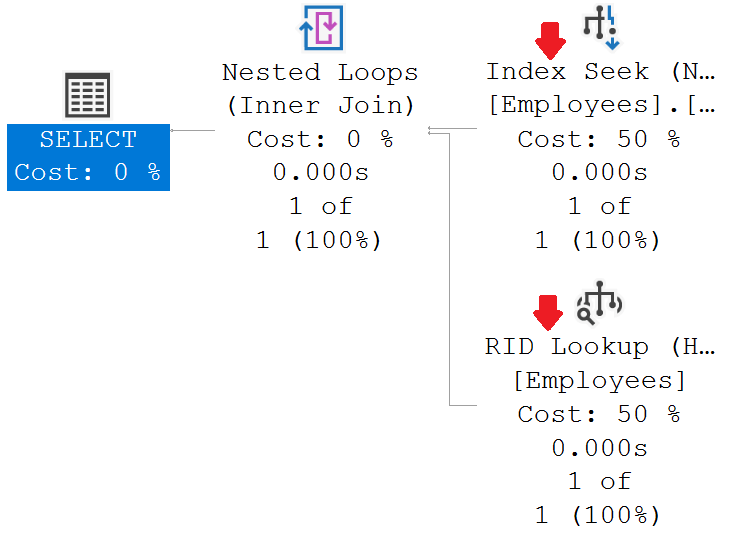 SELECT
Cost: 0 %
Nested Loops
(Inner Join)
Cost: 0 %
0.000s
1 of
1 (100%)
Index Seek (N…
[Employees].[…
Cost: 50 %
0.000s
1 of
1 (100%)
RID Lookup (H…
[Employees]
Cost: 50 %
0.000s
1 of
1 (100%)